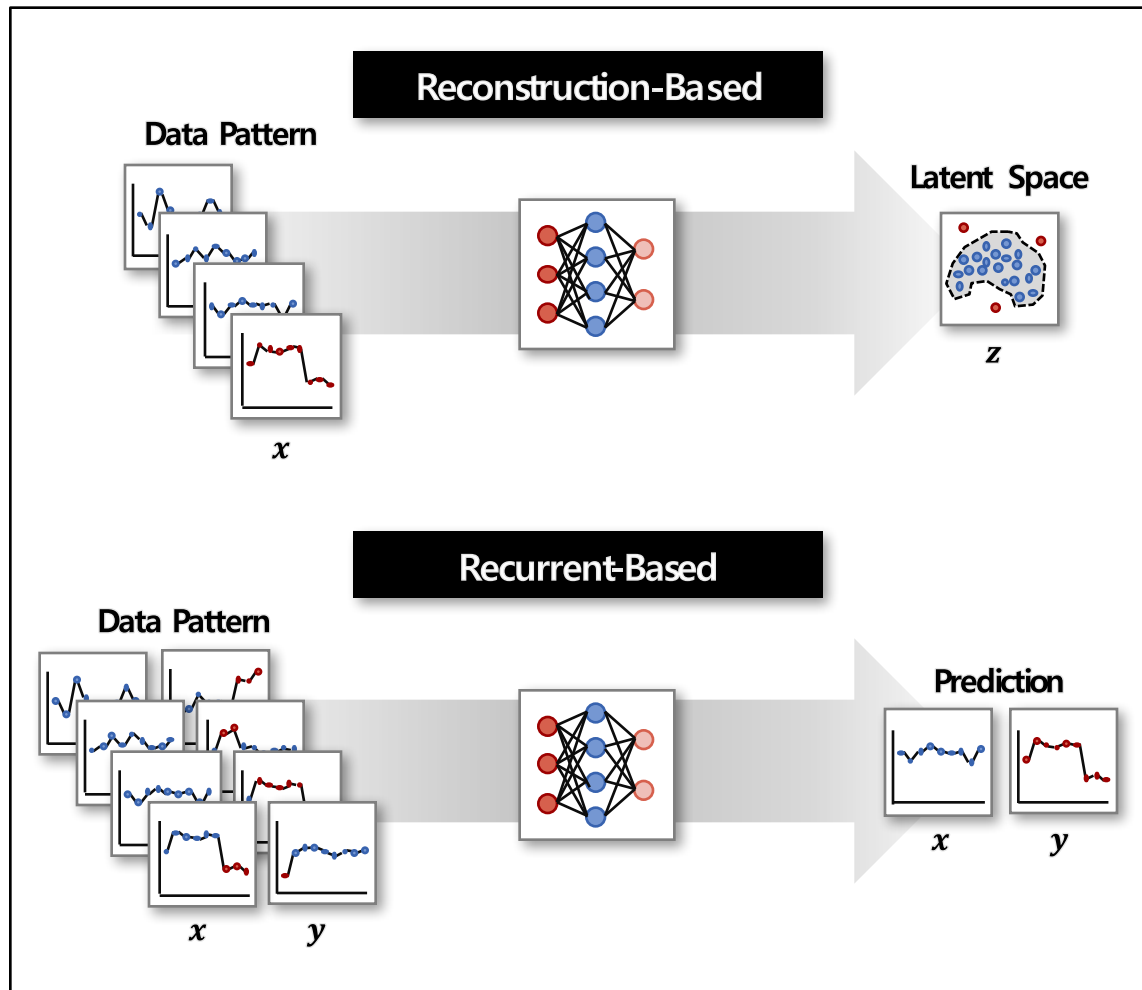 Reconstruction-Based
Data Pattern
Latent Space
z
x
Recurrent-Based
Data Pattern
Prediction
x
y
x
y